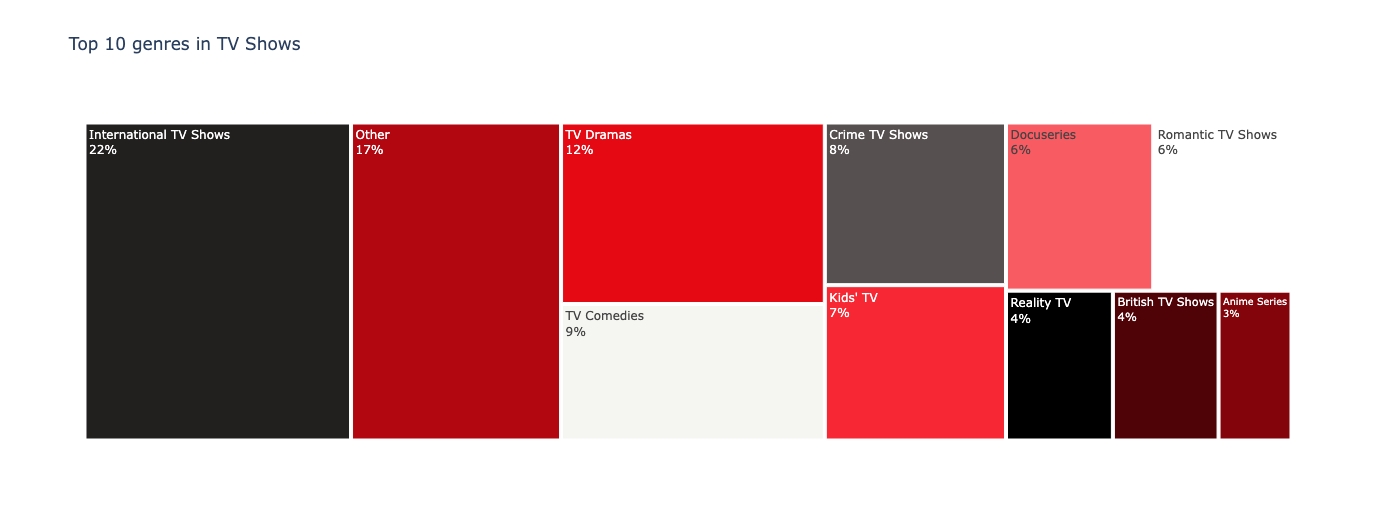 Top 10 genres in TV Shows
International TV Shows
22%
Other
17%
TV Dramas
12%
TV Comedies
9%
Crime TV Shows
8%
Kids' TV
7%
Docuseries
6%
Romantic TV Shows
6%
Reality TV
4%
British TV Shows
4%
Anime Series
3%